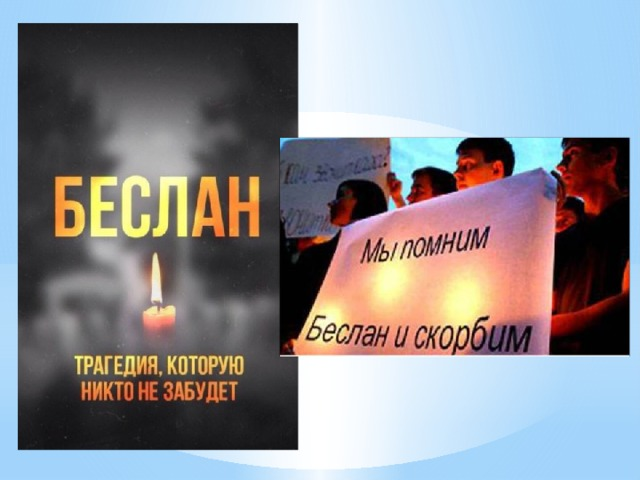 БЕСЛАН
ТРАГЕДИЯ, КОТОРУЮ
НИКТО НЕ ЗАБУДЕТ
Мы помним
Беслан и скорбим